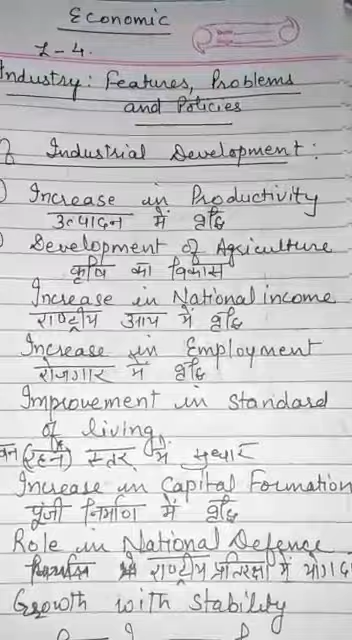 Economic
L-4.
Industry: Features, Problems
and Policies
Industrial Development:
Increase in Productivity
उत्पादन में वृद्धि
Development of Agriculture
कृषि का विकास
Increase in National income
राष्ट्रीय आय में वृद्धि
Increase in Employment
रोजगार में वृद्धि
Improvement in Standard
of living.
(रहन) स्तर में सुधार
Increase in Capital Formation
पूंजी निर्माण में वृद्धि
Role in National Defence
राष्ट्रीय प्रतिरक्षा में
Growth with Stability